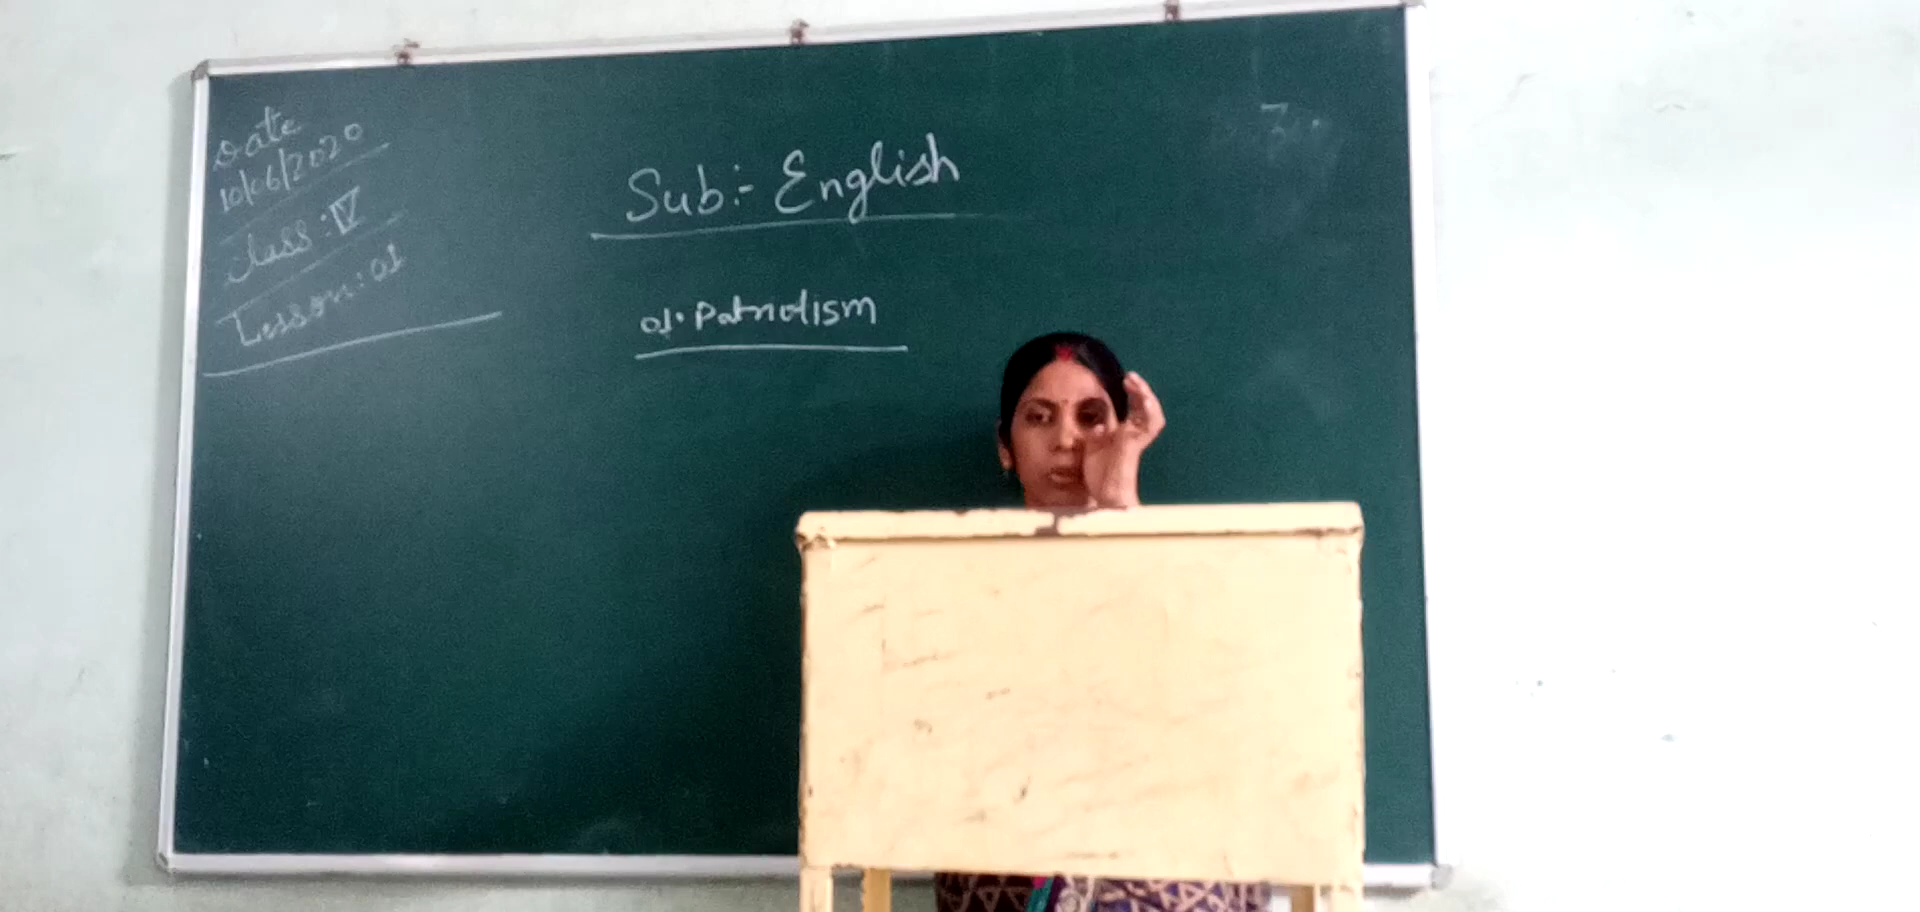 Date
10/06/2020
Class : IV
Lesson : 01
Sub:- English
01. Patriotism